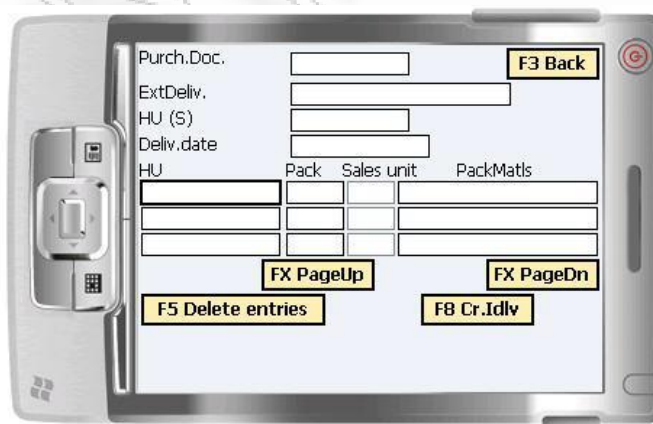 Purch.Doc. F3 Back
ExtDeliv.
HU (S)
Deliv.date
HU Pack Sales unit PackMatls
FX PageUp FX PageDn
F5 Delete entries F8 Cr.Idlv